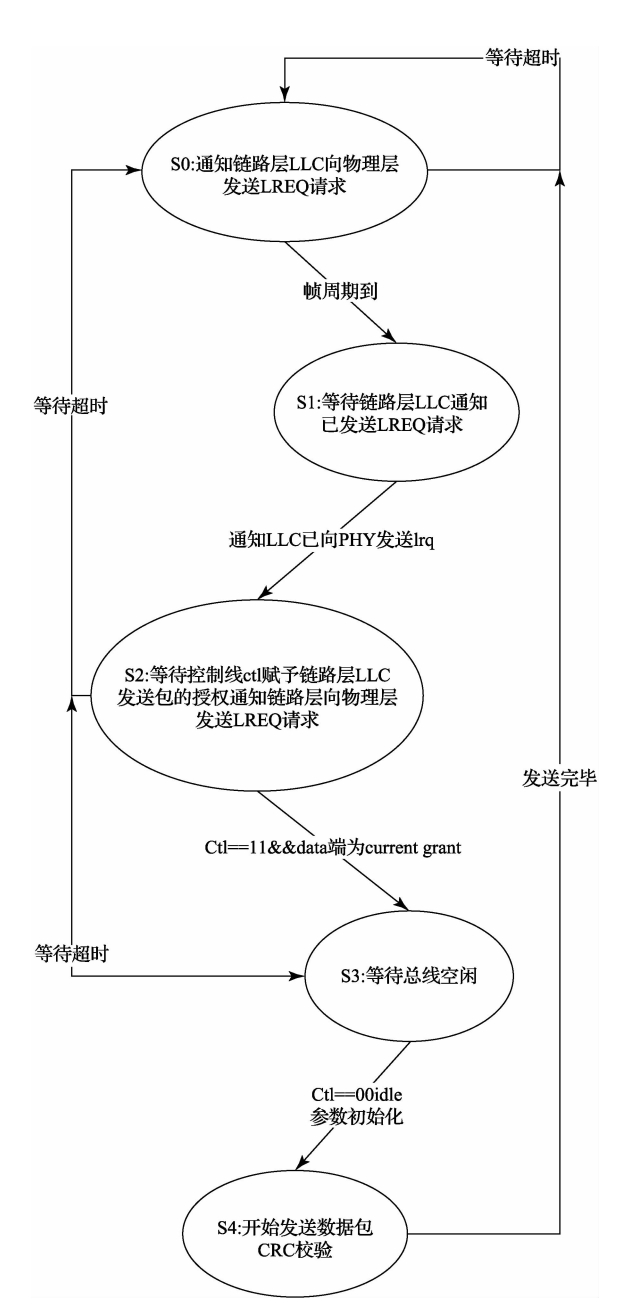 等待超时
S0:通知链路层LLC向物理层
发送LREQ请求
帧周期到
等待超时
S1:等待链路层LLC通知
已发送LREQ请求
通知LLC已向PHY发送lrq
S2:等待控制线ctl赋予链路层LLC
发送包的授权通知链路层向物理层
发送LREQ请求
发送完毕
Ctl==11&&data端为current grant
等待超时
S3:等待总线空闲
Ctl==00idle
参数初始化
S4:开始发送数据包
CRC校验